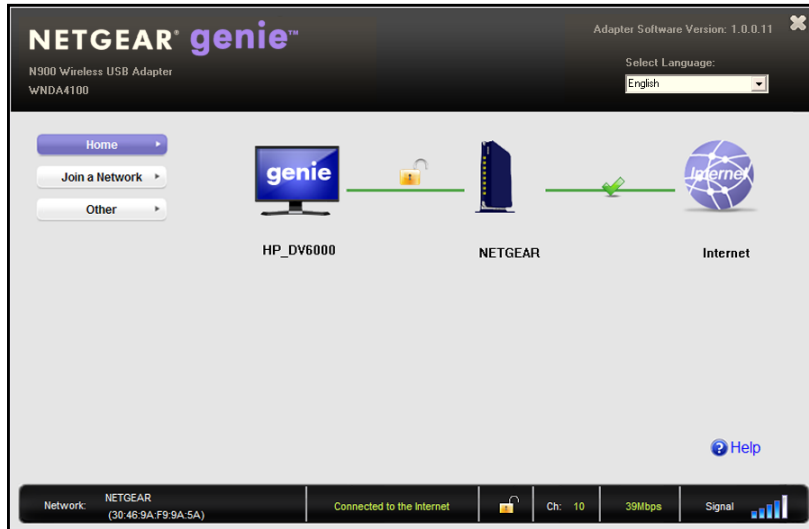 NETGEAR® genie™
Adapter Software Version: 1.0.0.11
N900 Wireless USB Adapter
WNDA4100
Select Language:
English
Home
Join a Network
Other
genie
Internet
HP_DV6000
NETGEAR
Internet
Help
Network:
NETGEAR
(30:46:9A:F9:9A:5A)
Connected to the Internet
Ch: 10
39Mbps
Signal